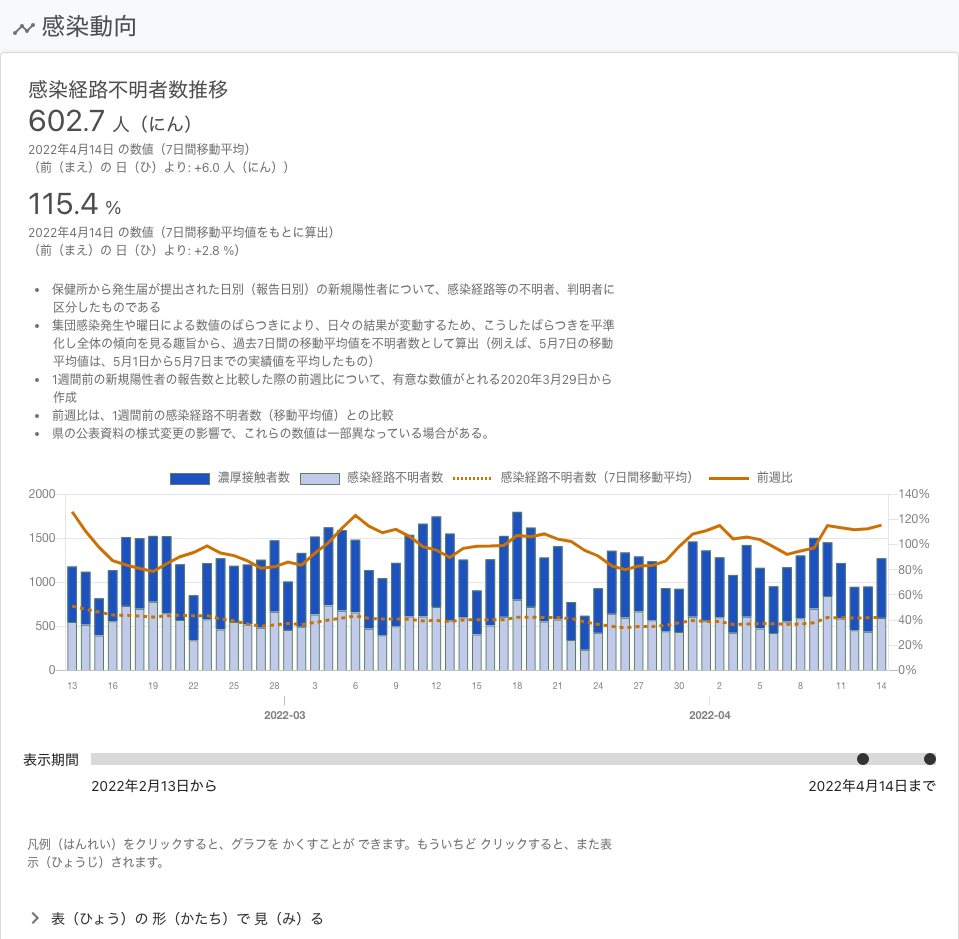 感染動向
感染経路不明者数推移
602.7 人（にん）
2022年4月14日 の数値（7日間移動平均）
（前（まえ）の 日（ひ）より: +6.0 人（にん））
115.4 %
2022年4月14日 の数値（7日間移動平均値をもとに算出）
（前（まえ）の 日（ひ）より: +2.8 %）
• 保健所から発生届が提出された日別（報告日別）の新規陽性者について、感染経路等の不明者、判明者に
区分したものである
• 集団感染発生や曜日による数値のばらつきにより、日々の結果が変動するため、こうしたばらつきを平準
化し全体の傾向を見る趣旨から、過去7日間の移動平均値を不明者数として算出（例えば、5月7日の移動
平均値は、5月1日から5月7日までの実績値を平均したもの）
• 1週間前の新規陽性者の報告数と比較した際の前週比について、有意な数値がとれる2020年3月29日から
作成
• 前週比は、1週間前の感染経路不明者数（移動平均値）との比較
• 県の公表資料の様式変更の影響で、これらの数値は一部異なっている場合がある。
濃厚接触者数 感染経路不明者数 感染経路不明者数（7日間移動平均） 前週比
2000 140%
120%
1500
100%
1000 80%
60%
500 40%
20%
0 0%
13 16 19 22 25 28 3 6 9 12 15 18 21 24 27 30 2 5 8 11 14
2022-03 2022-04
表示期間
2022年2月13日から 2022年4月14日まで
凡例（はんれい）をクリックすると、グラフを かくすことが できます。もういちど クリックすると、また表
示（ひょうじ）されます。
表（ひょう）の 形（かたち）で 見（み）る